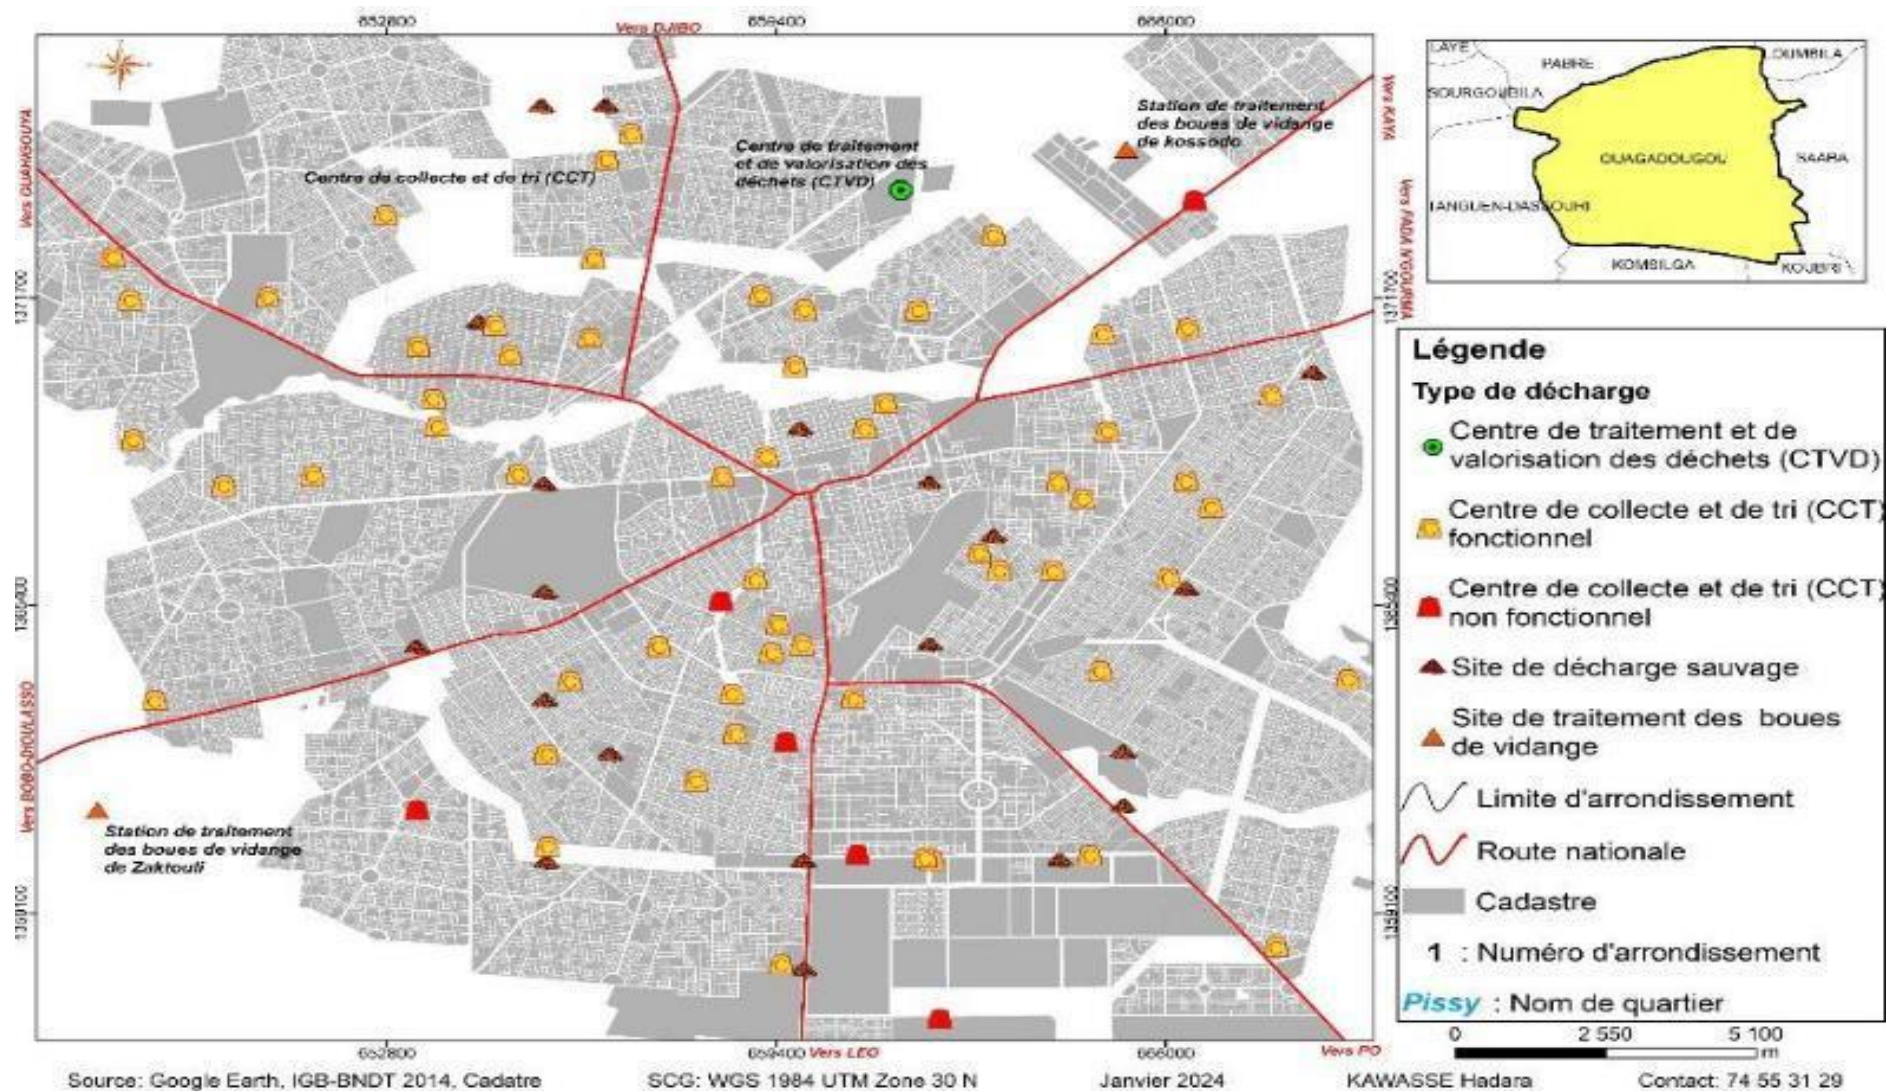 652800
Vers DJIBO
659400
666000
Vers OUAHIGOUYA
Vers KAYA
Vers FADA N'GOURMA
Station de traitement
des boues de vidange
de kossodo
Centre de traitement
et de valorisation des
déchets (CTVD)
Centre de collecte et de tri (CCT)
1371700
1371700
1365400
1365400
Vers BOBO-DIOULASSO
Station de traitement
des boues de vidange
de Zaktouli
1359100
1359100
652800
659400
Vers LEO
666000
Vers PO
LAYE
PABRE
LOUMBILA
SOURGOUBILA
OUAGADOUGOU
SAABA
TANGUEN-DASSOURI
KOMSILGA
KOUBRI
Légende
Type de décharge
Centre de traitement et de
valorisation des déchets (CTVD)
Centre de collecte et de tri (CCT)
fonctionnel
Centre de collecte et de tri (CCT)
non fonctionnel
Site de décharge sauvage
Site de traitement des boues
de vidange
Limite d'arrondissement
Route nationale
Cadastre
1 : Numéro d'arrondissement
Pissy : Nom de quartier
0 2 550 5 100
m
Source: Google Earth, IGB-BNDT 2014, Cadatre
SCG: WGS 1984 UTM Zone 30 N
Janvier 2024
KAWASSE Hadara
Contact: 74 55 31 29